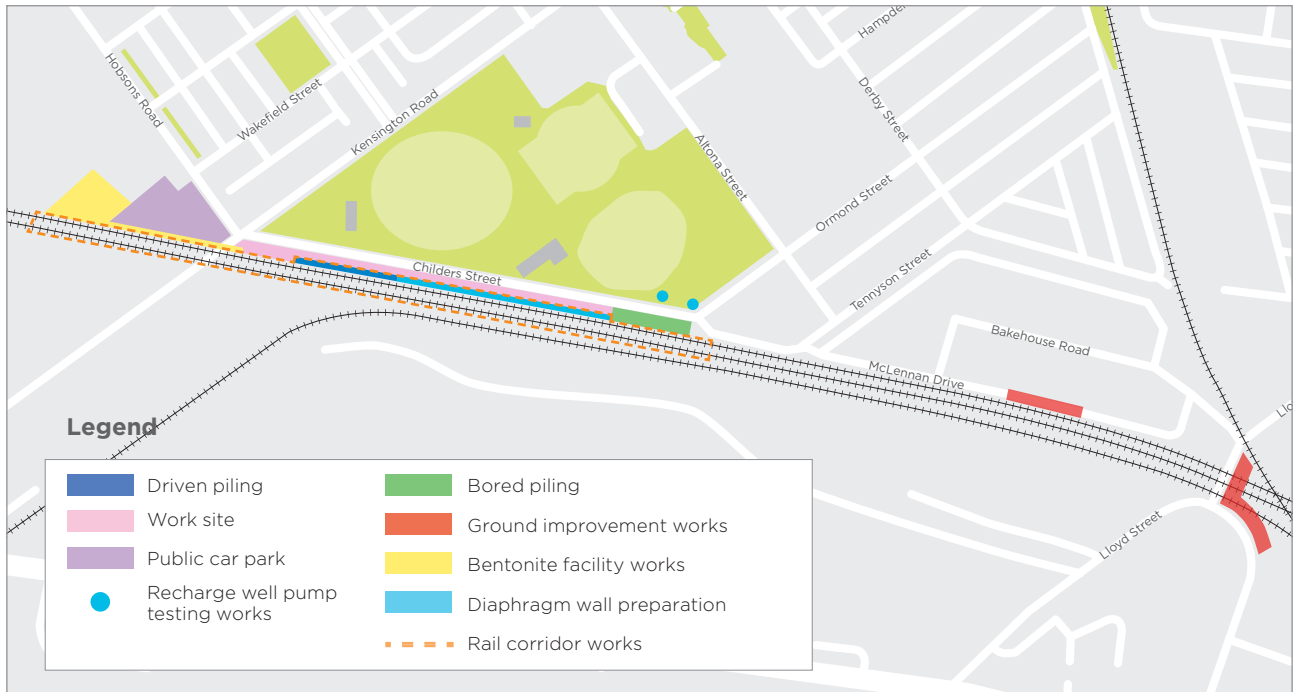 Hampden
Hobsons Road
Wakefield Street
Kensington Road
Derby Street
Altona Street
Ormond Street
Tennyson Street
Childers Street
Bakehouse Road
McLennan Drive
Llo
Lloyd Street
Legend
Driven piling
Work site
Public car park
Recharge well pump
testing works
Bored piling
Ground improvement works
Bentonite facility works
Diaphragm wall preparation
Rail corridor works